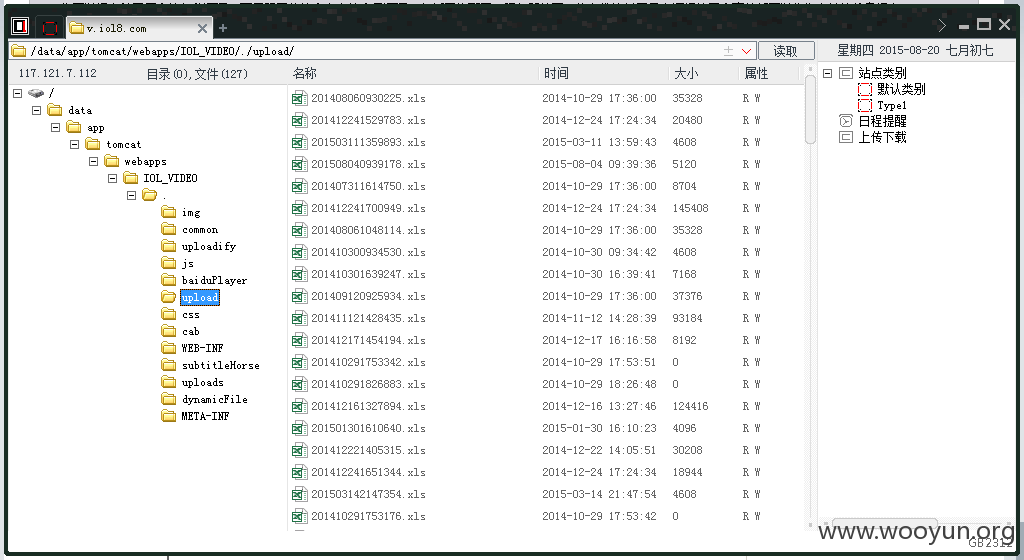 v.iol8.com
/data/app/tomcat/webapps/IOL_VIDEO/./upload/
读取
星期四 2015-08-20 七月初七
117.121.7.112
目录(0),文件(127)
名称 时间 大小 属性
/
data
app
tomcat
webapps
IOL_VIDEO
.
img
common
uploadify
js
baiduPlayer
upload
css
cab
WEB-INF
subtitleHorse
uploads
dynamicFile
META-INF
201408060930225.xls 2014-10-29 17:36:00 35328 R W
201412241529783.xls 2014-12-24 17:24:34 20480 R W
201503111359893.xls 2015-03-11 13:59:43 4608 R W
201508040939178.xls 2015-08-04 09:39:36 5120 R W
201407311614750.xls 2014-10-29 17:36:00 8704 R W
201412241700949.xls 2014-12-24 17:24:34 145408 R W
201408061048114.xls 2014-10-29 17:36:00 35328 R W
201410300934530.xls 2014-10-30 09:34:42 4608 R W
201410301639247.xls 2014-10-30 16:39:41 7168 R W
201409120925934.xls 2014-10-29 17:36:00 37376 R W
201411121428435.xls 2014-11-12 14:28:39 93184 R W
201412171454194.xls 2014-12-17 16:16:58 8192 R W
201410291753342.xls 2014-10-29 17:53:51 0 R W
201410291826883.xls 2014-10-29 18:26:48 0 R W
201412161327894.xls 2014-12-16 13:27:46 124416 R W
201501301610640.xls 2015-01-30 16:10:23 4096 R W
201412221405315.xls 2014-12-22 14:05:51 30208 R W
201412241651344.xls 2014-12-24 17:24:34 18944 R W
201503142147354.xls 2015-03-14 21:47:54 4608 R W
201410291753176.xls 2014-10-29 17:53:42 0 R W
站点类别
默认类别
Type1
日程提醒
上传下载
www.wooyun.org
GB2312